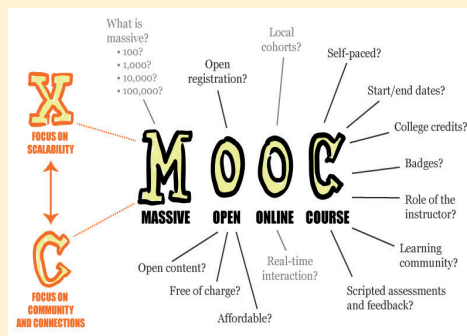 What is
massive?
• 100?
• 1,000?
• 10,000?
• 100,000?
Open
registration?
Local
cohorts?
Self-paced?
Start/end dates?
College credits?
Badges?
Role of the
instructor?
Learning
community?
Scripted assessments
and feedback?
X
FOCUS ON
SCALABILITY
C
FOCUS ON
COMMUNITY
AND CONNECTIONS
MOOC
MASSIVE OPEN ONLINE COURSE
Open content?
Free of charge?
Affordable?
Real-time
interaction?